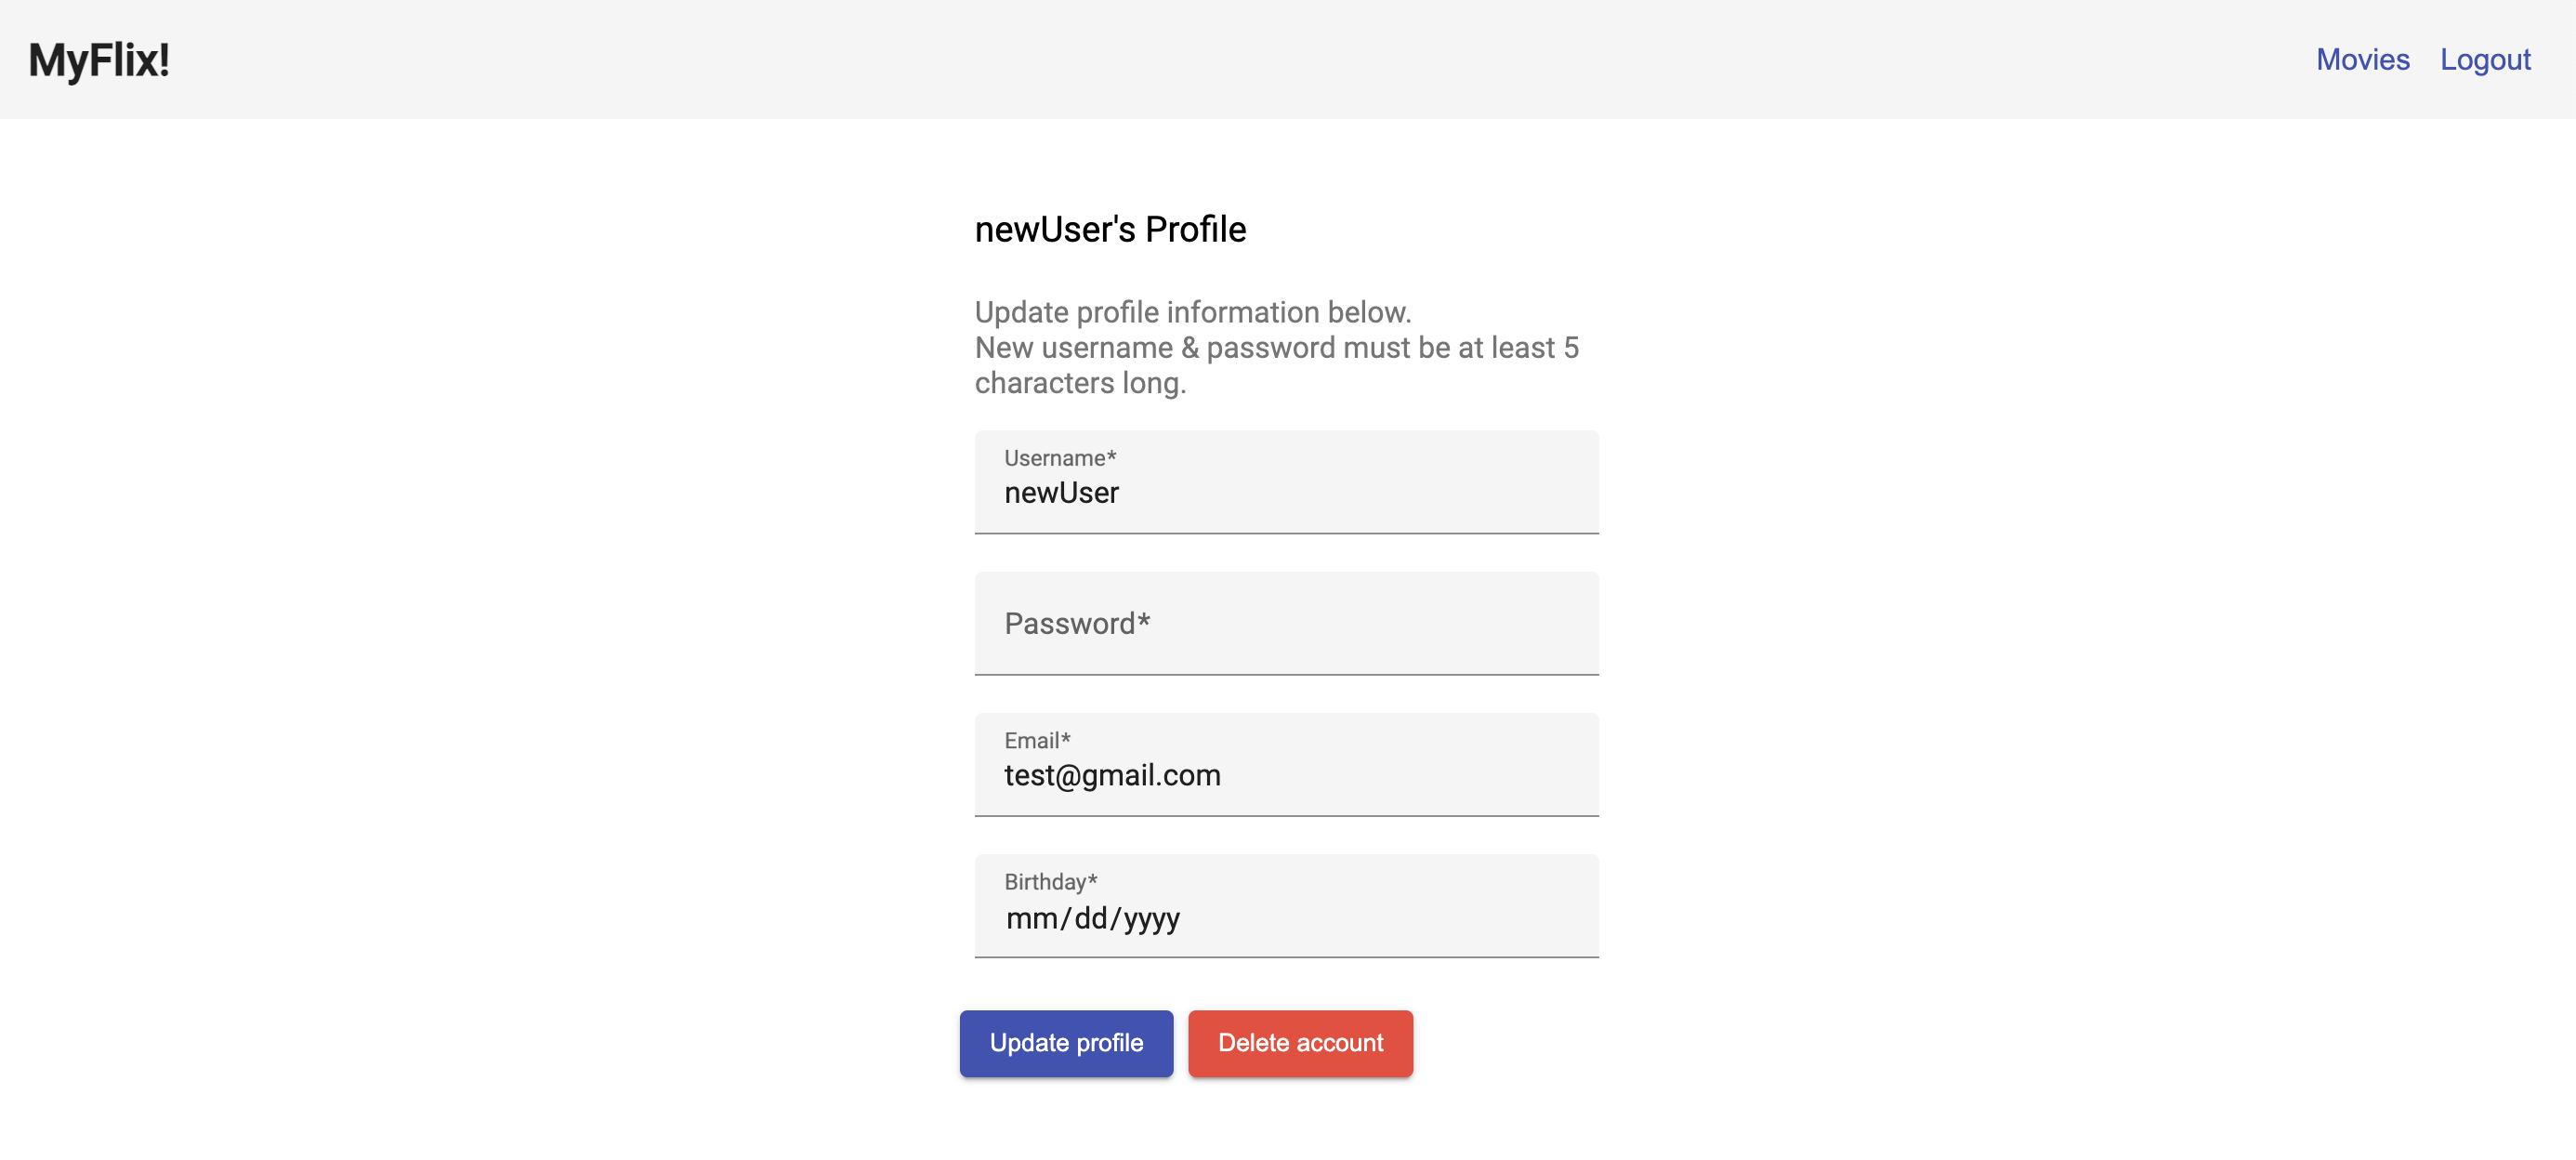 MyFlix!
Movies Logout
newUser's Profile
Update profile information below.
New username & password must be at least 5
characters long.
Username*
newUser
Password*
Email*
test@gmail.com
Birthday*
mm/dd/yyyy
Update profile Delete account